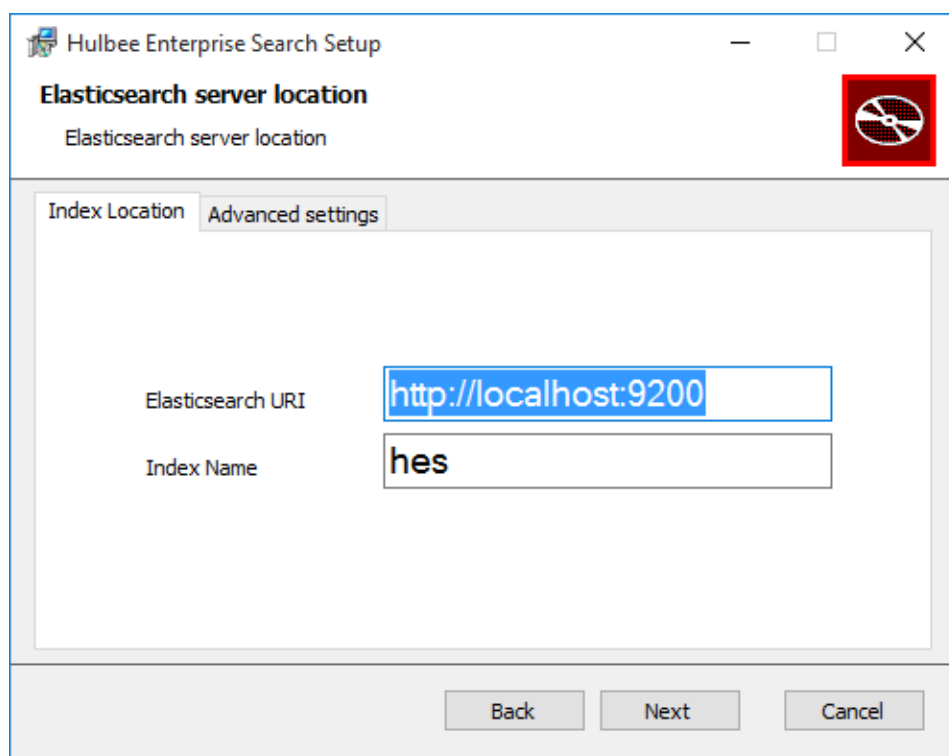 Hulbee Enterprise Search Setup
Elasticsearch server location
Elasticsearch server location
Index Location Advanced settings
Elasticsearch URI http://localhost:9200
Index Name hes
Back Next Cancel